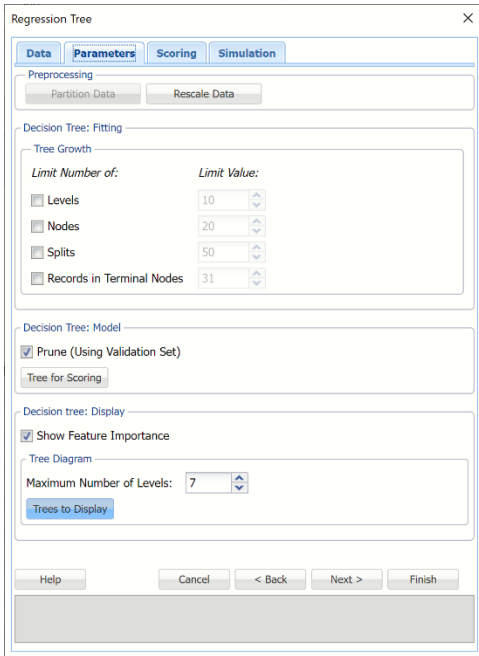 Regression Tree
Data Parameters Scoring Simulation
Preprocessing
Partition Data Rescale Data
Decision Tree: Fitting
Tree Growth
Limit Number of: Limit Value:
Levels 10
Nodes 20
Splits 50
Records in Terminal Nodes 31
Decision Tree: Model
Prune (Using Validation Set)
Tree for Scoring
Decision tree: Display
Show Feature Importance
Tree Diagram
Maximum Number of Levels: 7
Trees to Display
Help Cancel < Back Next > Finish